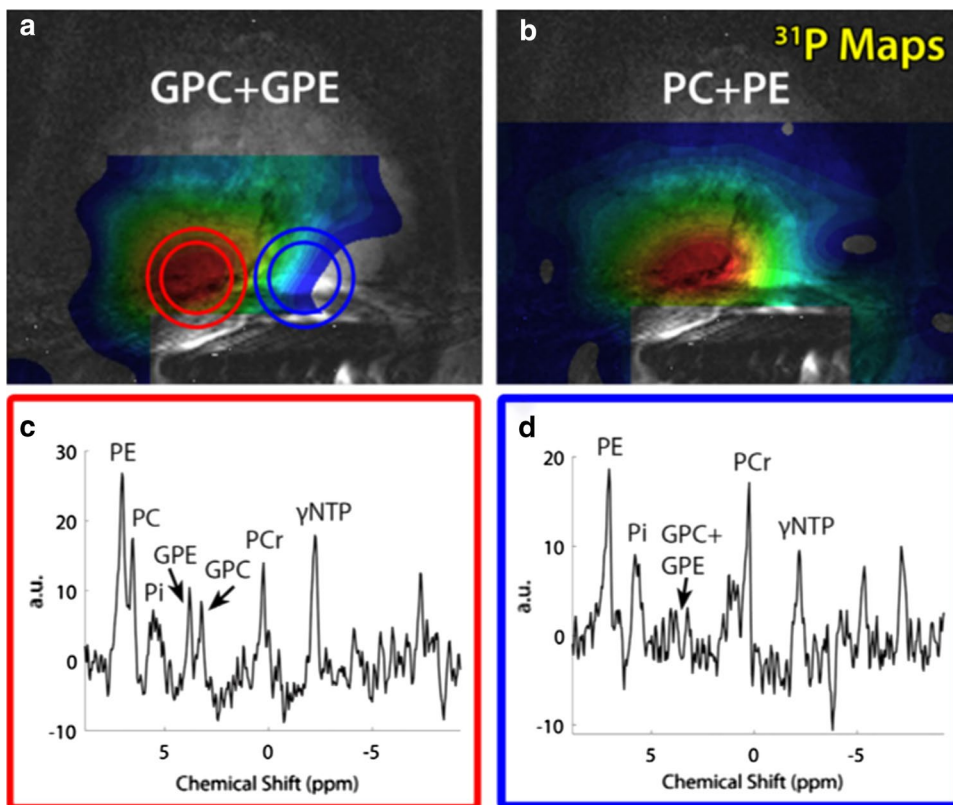 a
GPC+GPE
b
³¹P Maps
PC+PE
c
30
20
10
0
-10
a.u.
PE
PC
Pi
GPE
GPC
PCr
γNTP
5
0
-5
Chemical Shift (ppm)
d
20
10
0
-10
a.u.
PE
Pi
GPC+
GPE
PCr
γNTP
5
0
-5
Chemical Shift (ppm)